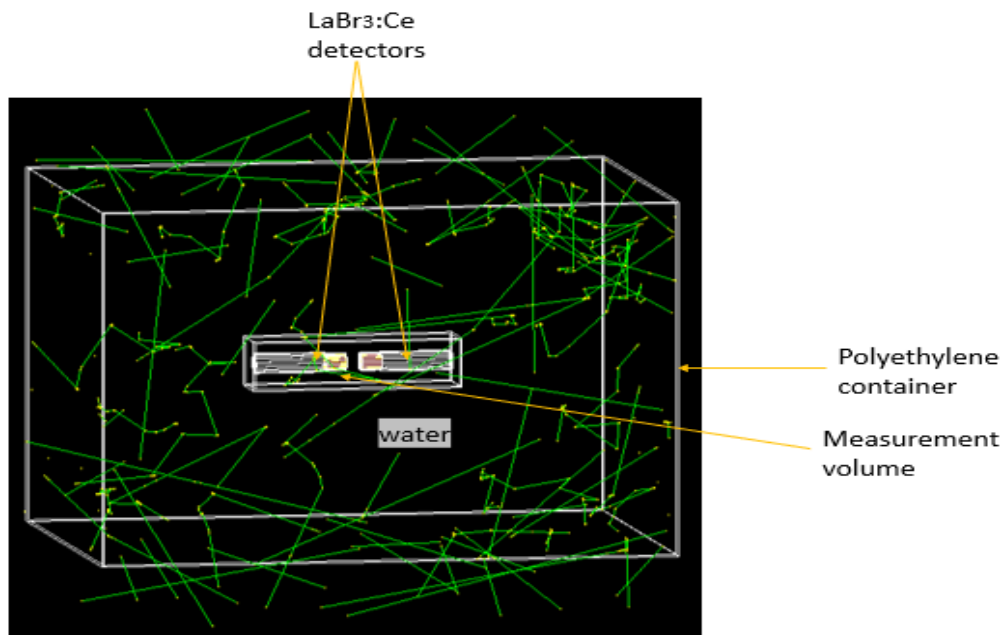 LaBr3:Ce
detectors
water
Polyethylene
container
Measurement
volume